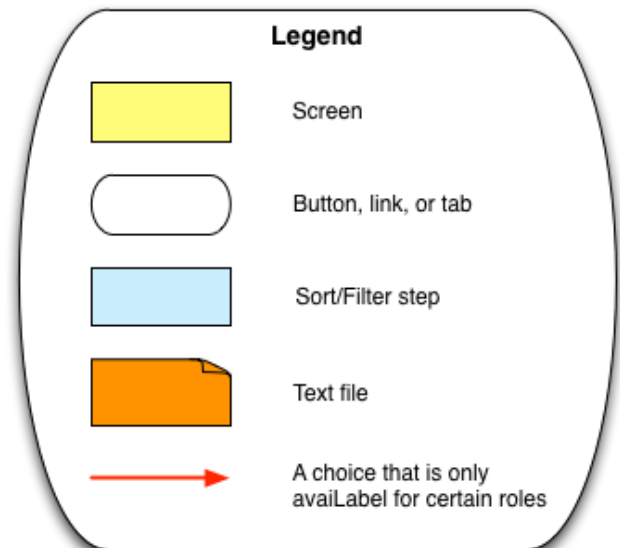 Legend
Screen
Button, link, or tab
Sort/Filter step
Text file
A choice that is only
avaiLabel for certain roles